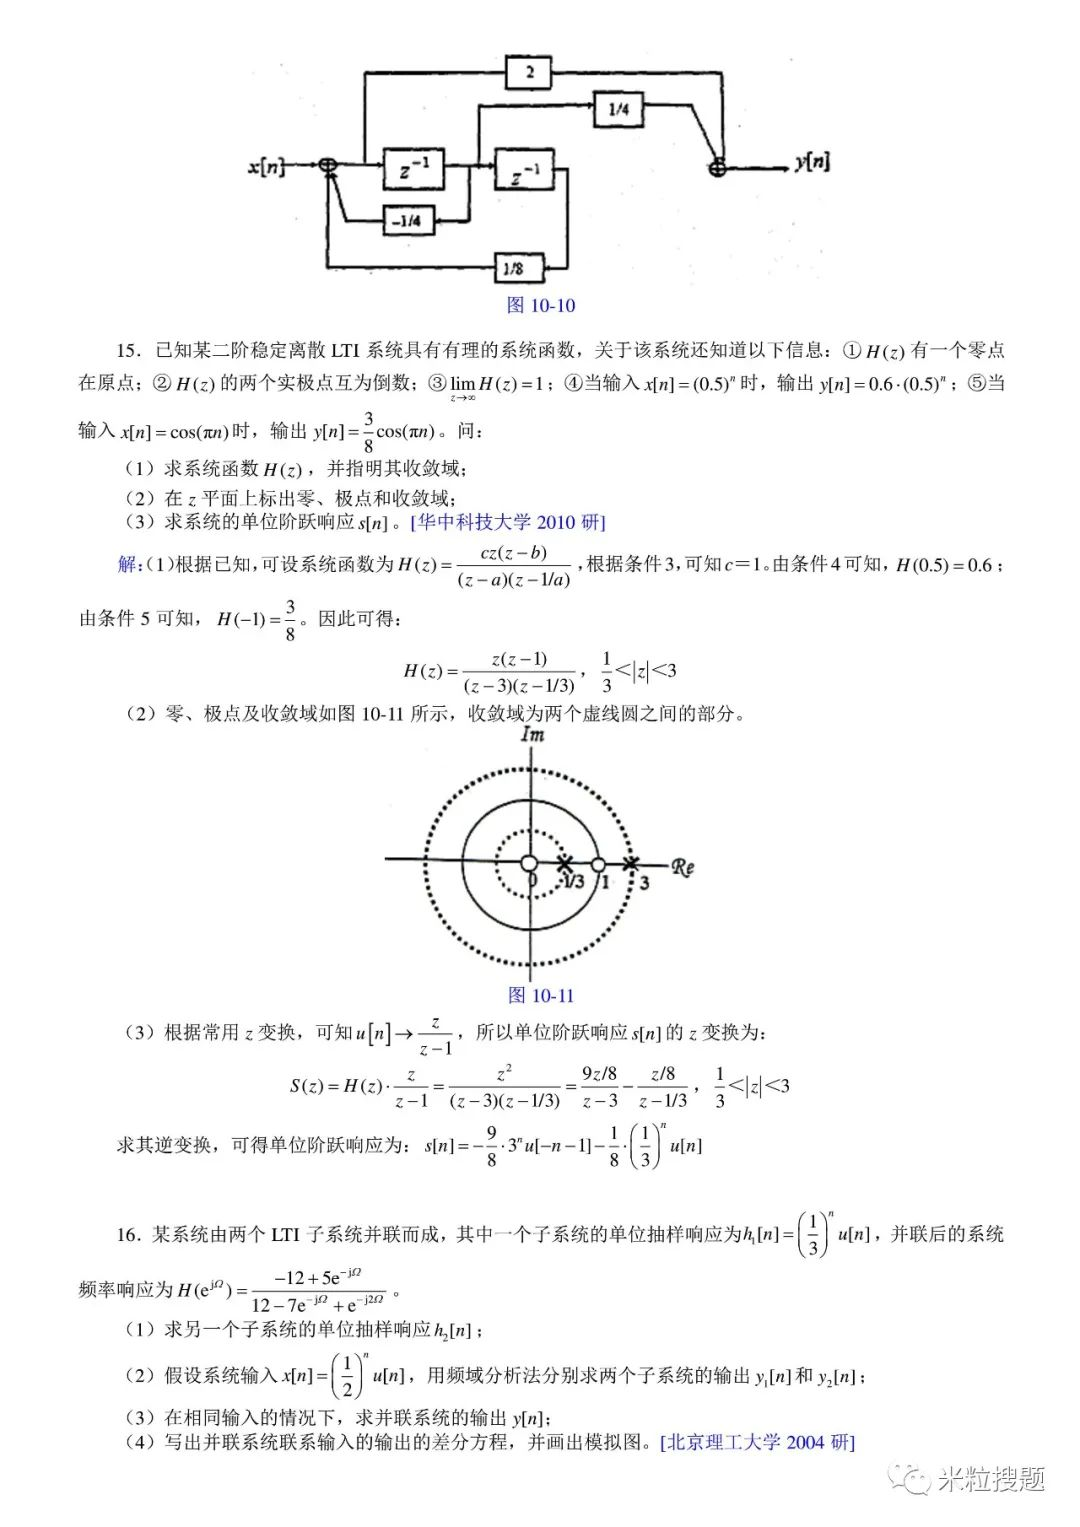 2
1/4
x[n]
z⁻¹
z⁻¹
y[n]
-1/4
1/8
图 10-10
15．已知某二阶稳定离散 LTI 系统具有有理的系统函数，关于该系统还知道以下信息：① H(z) 有一个零点
在原点；② H(z) 的两个实极点互为倒数；③ lim_{z→∞} H(z) = 1；④当输入 x[n] = (0.5)ⁿ 时，输出 y[n] = 0.6·(0.5)ⁿ；⑤当
输入 x[n] = cos(πn) 时，输出 y[n] = 3/8 cos(πn)。问：
（1）求系统函数 H(z)，并指明其收敛域；
（2）在 z 平面上标出零、极点和收敛域；
（3）求系统的单位阶跃响应 s[n]。[华中科技大学 2010 研]
解：(1)根据已知，可设系统函数为 H(z) = cz(z−b)/((z−a)(z−1/a))，根据条件 3，可知 c＝1。由条件 4 可知，H(0.5) = 0.6；
由条件 5 可知，H(−1) = 3/8。因此可得：
H(z) = z(z−1)/((z−3)(z−1/3))，1/3＜|z|＜3
（2）零、极点及收敛域如图 10-11 所示，收敛域为两个虚线圆之间的部分。
Im
Re
0 1/3 1 3
图 10-11
（3）根据常用 z 变换，可知 u[n] → z/(z−1)，所以单位阶跃响应 s[n] 的 z 变换为：
S(z) = H(z)·z/(z−1) = z²/((z−3)(z−1/3)) = (9z/8)/(z−3) − (z/8)/(z−1/3)，1/3＜|z|＜3
求其逆变换，可得单位阶跃响应为：s[n] = −9/8·3ⁿu[−n−1] − 1/8·(1/3)ⁿ u[n]
16．某系统由两个 LTI 子系统并联而成，其中一个子系统的单位抽样响应为 h₁[n] = (1/3)ⁿ u[n]，并联后的系统
频率响应为 H(e^{jΩ}) = (−12+5e^{−jΩ})/(12−7e^{−jΩ}+e^{−j2Ω})。
（1）求另一个子系统的单位抽样响应 h₂[n]；
（2）假设系统输入 x[n] = (1/2)ⁿ u[n]，用频域分析法分别求两个子系统的输出 y₁[n] 和 y₂[n]；
（3）在相同输入的情况下，求并联系统的输出 y[n]；
（4）写出并联系统联系输入的输出的差分方程，并画出模拟图。[北京理工大学 2004 研]
米粒搜题